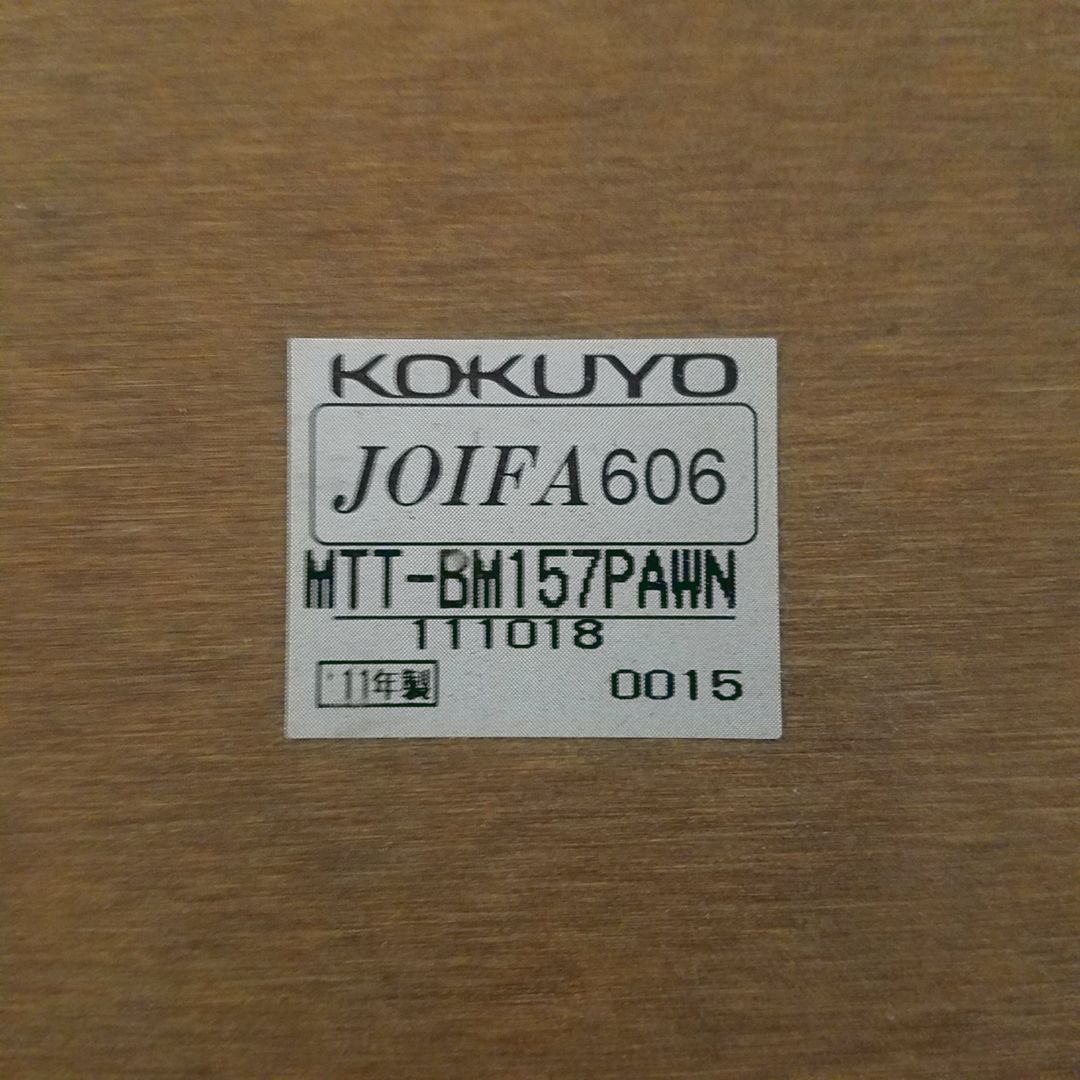 KOKUYO
JOIFA606
MTT-BM157PAWN
111018
'11年製
0015